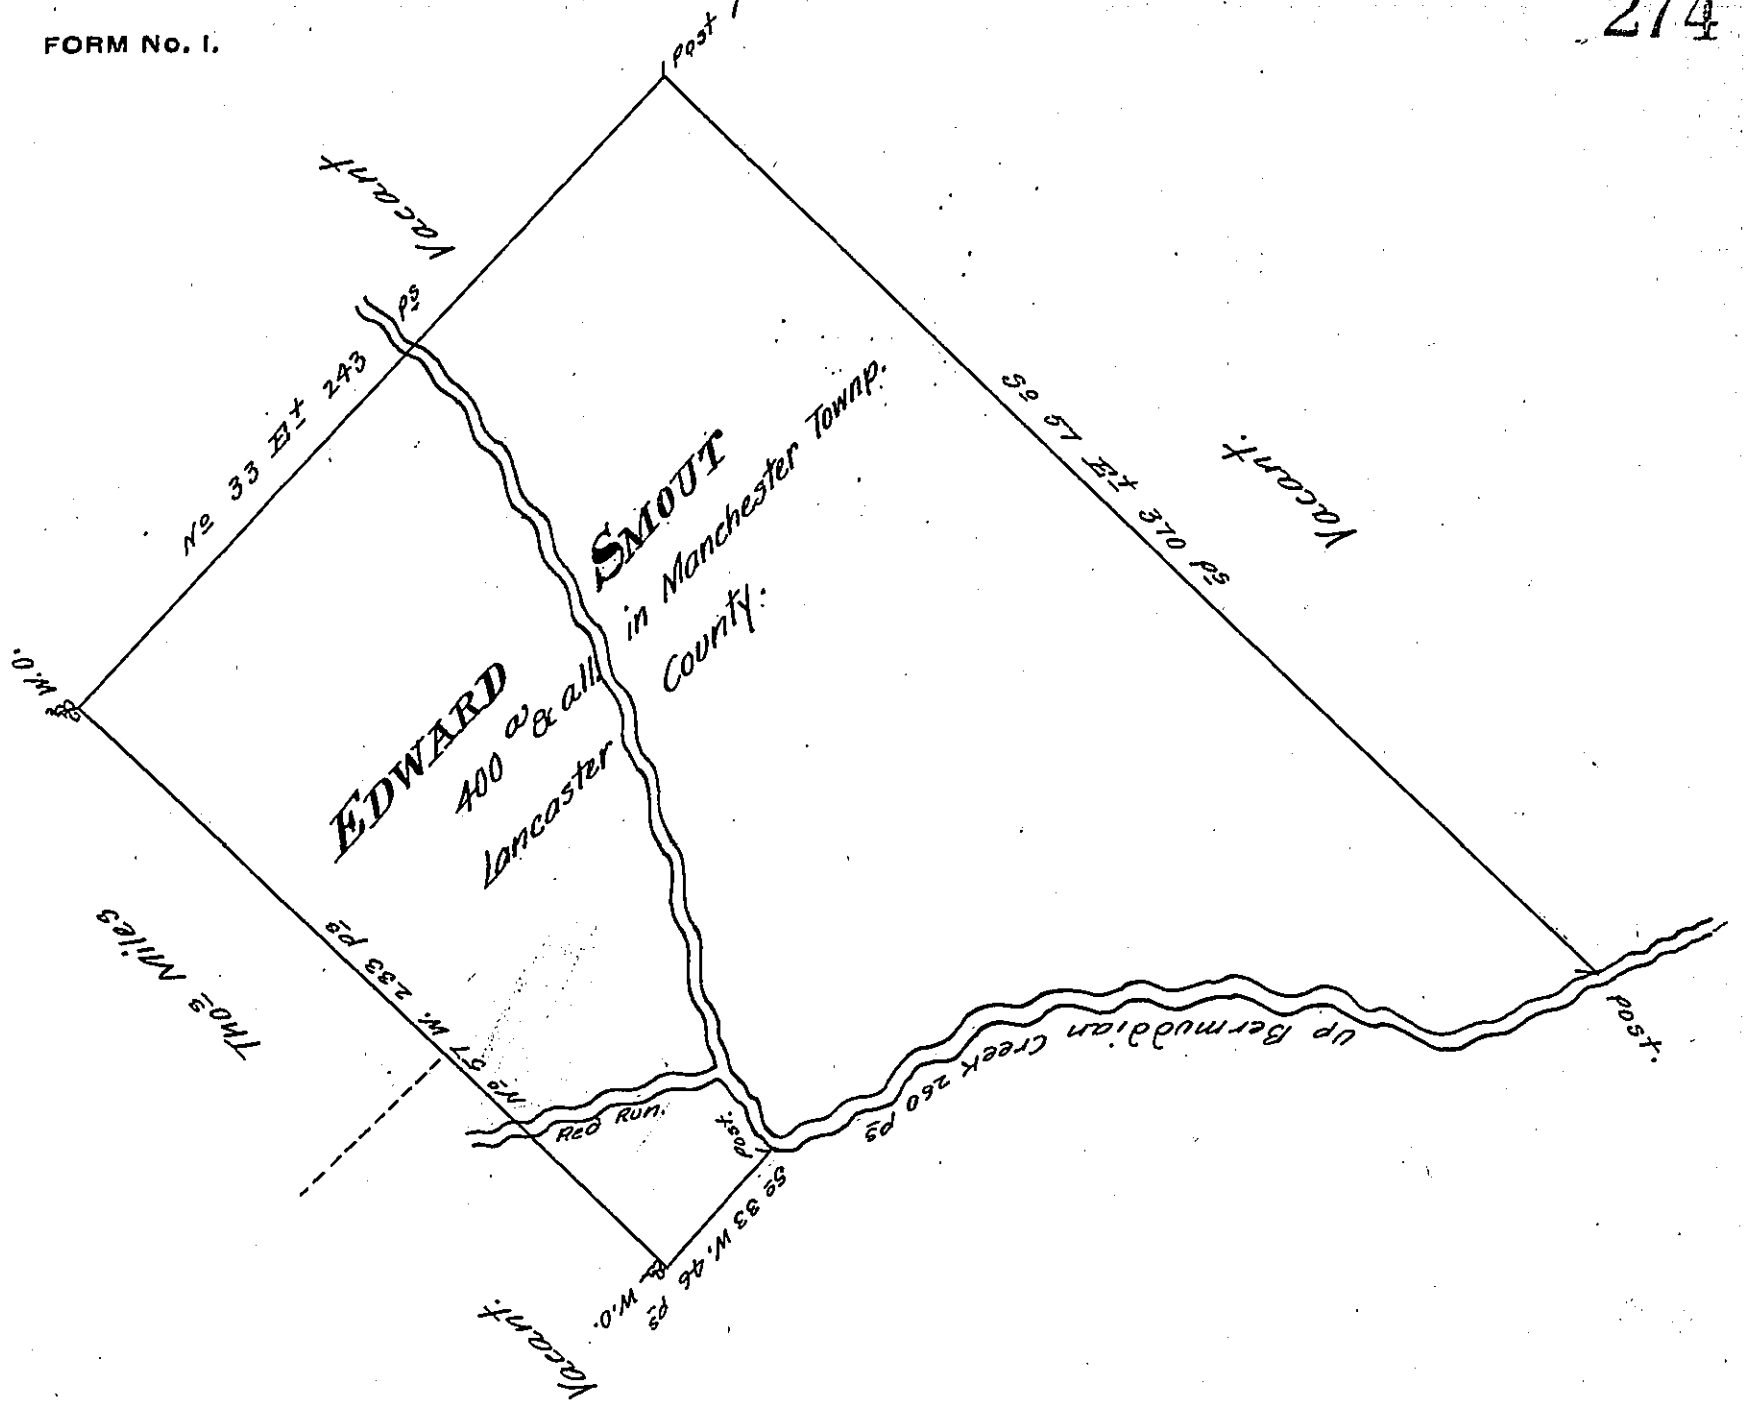 FORM No. 1.
274
Post
Vacant
No 33 Et 243 ps
So 57 Et 370 ps
Vacant.
EDWARD SMOUT
400 a & all in Manchester Townp.
Lancaster County.
W.O.
Thos Miles
No 57 W. 233 ps
Red Run.
Post.
Up Bermuddian Creek 260 ps
Post.
So 33 W. 46 ps
W.O.
Vacant.